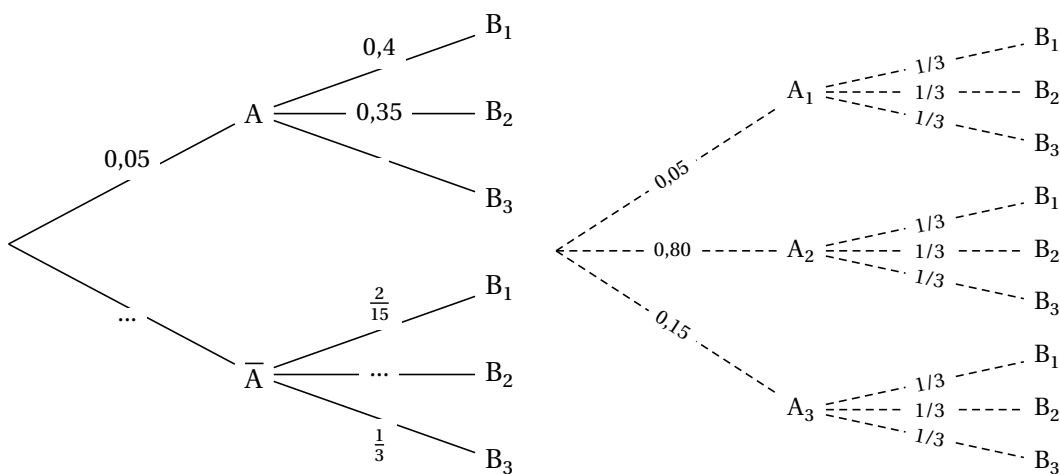 B₁
0,4
A
0,35
B₂
0,05
B₃
...
A̅
2/15
B₁
...
B₂
1/3
B₃
0,05
A₁
1/3
B₁
1/3
B₂
1/3
B₃
0,80
A₂
1/3
B₁
1/3
B₂
1/3
B₃
0,15
A₃
1/3
B₁
1/3
B₂
1/3
B₃